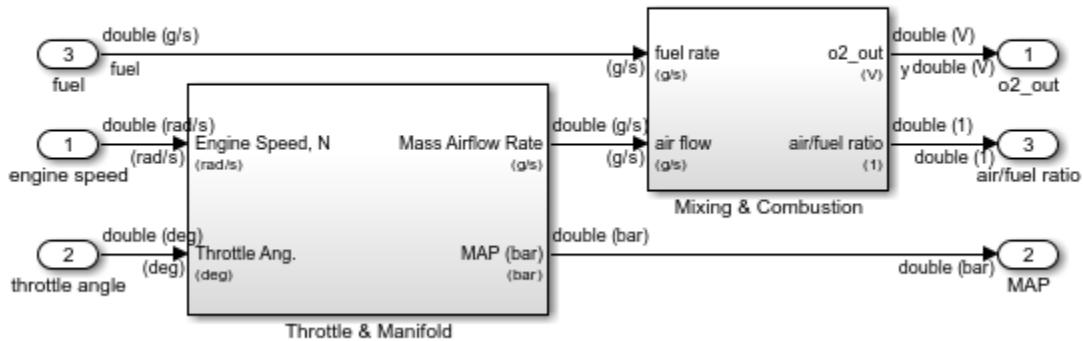 double (g/s)
3
fuel
(g/s)
fuel
fuel rate
(g/s)
o2_out
(V)
double (V)
y double (V)
1
o2_out
double (rad/s)
1
(rad/s)
engine speed
Engine Speed, N
(rad/s)
Mass Airflow Rate
(g/s)
double (g/s)
(g/s)
air flow
(g/s)
air/fuel ratio
(1)
double (1)
double (1)
3
air/fuel ratio
Mixing & Combustion
double (deg)
2
(deg)
throttle angle
Throttle Ang.
(deg)
MAP (bar)
(bar)
double (bar)
double (bar)
2
MAP
Throttle & Manifold